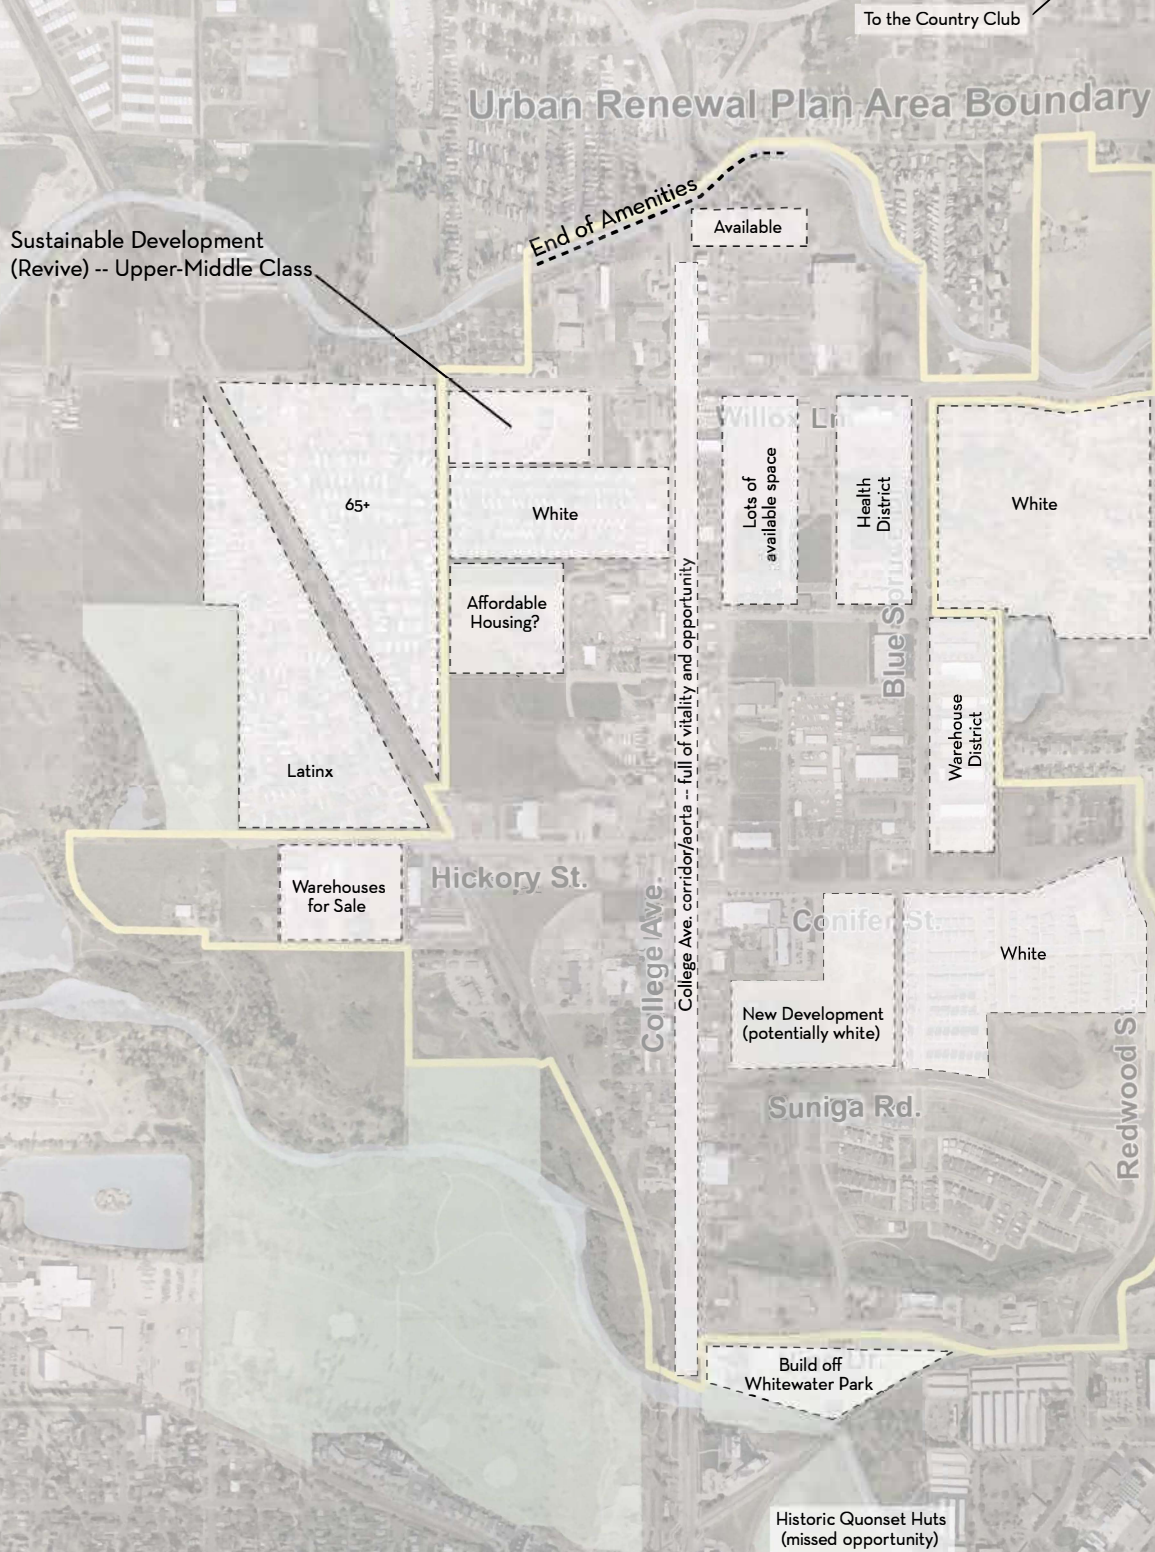 To the Country Club
Urban Renewal Plan Area Boundary
End of Amenities
Available
Sustainable Development
(Revive) -- Upper-Middle Class
Willox Ln.
65+
White
Lots of
available space
Health
District
White
Affordable
Housing?
College Ave. corridor/aorta -- full of vitality and opportunity
Blue Spruce
Warehouse
District
Latinx
Hickory St.
Warehouses
for Sale
College Ave.
Conifer St.
White
New Development
(potentially white)
Suniga Rd.
Redwood St.
Dr.
Build off
Whitewater Park
Historic Quonset Huts
(missed opportunity)